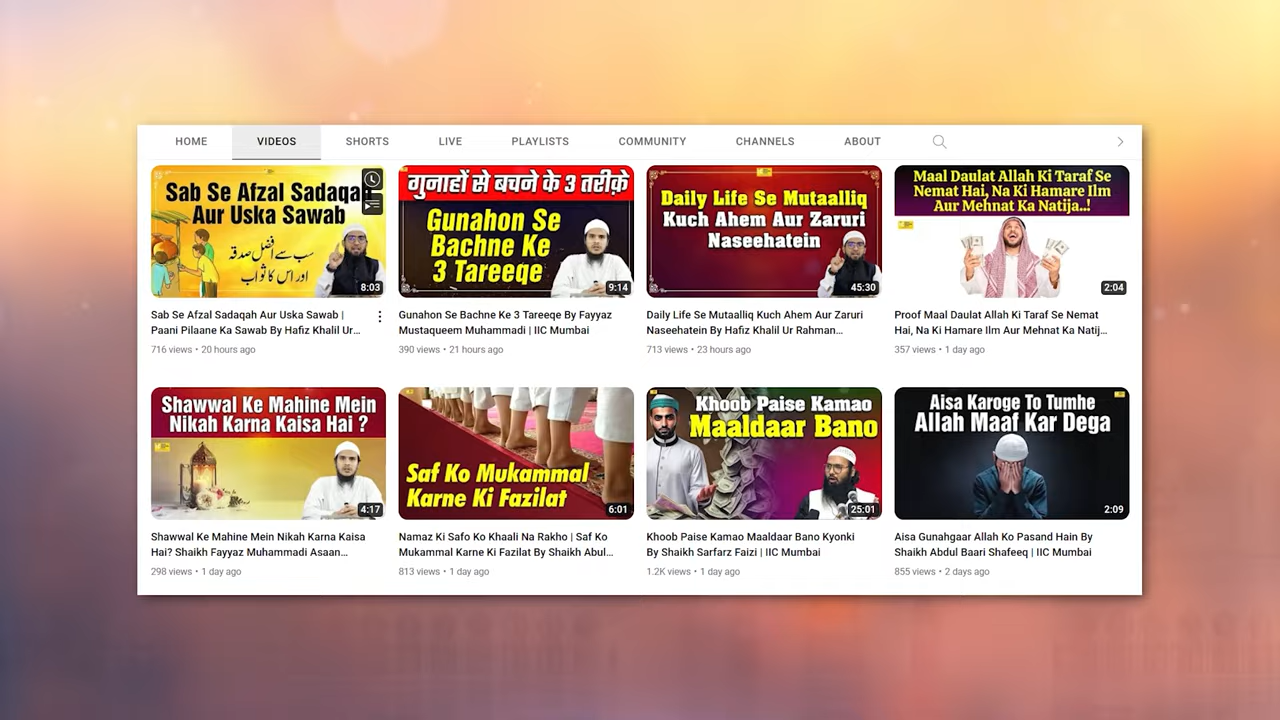 HOME VIDEOS SHORTS LIVE PLAYLISTS COMMUNITY CHANNELS ABOUT
Sab Se Afzal Sadaqah
Aur Uska Sawab
سب سے افضل صدقہ
اور اس کا ثواب
8:03
गुनाहों से बचने के 3 तरीक़े
Gunahon Se
Bachne Ke
3 Tareeqe
9:14
Daily Life Se Mutaalliq
Kuch Ahem Aur Zaruri
Naseehatein
45:30
Maal Daulat Allah Ki Taraf Se
Nemat Hai, Na Ki Hamare Ilm
Aur Mehnat Ka Natija..!
2:04
Sab Se Afzal Sadaqah Aur Uska Sawab |
Paani Pilaane Ka Sawab By Hafiz Khalil Ur...
716 views • 20 hours ago
Gunahon Se Bachne Ke 3 Tareeqe By Fayyaz
Mustaqueem Muhammadi | IIC Mumbai
390 views • 21 hours ago
Daily Life Se Mutaalliq Kuch Ahem Aur Zaruri
Naseehatein By Hafiz Khalil Ur Rahman...
713 views • 23 hours ago
Proof Maal Daulat Allah Ki Taraf Se Nemat
Hai, Na Ki Hamare Ilm Aur Mehnat Ka Natij...
357 views • 1 day ago
Shawwal Ke Mahine Mein
Nikah Karna Kaisa Hai ?
4:17
Saf Ko Mukammal
Karne Ki Fazilat
6:01
Khoob Paise Kamao
Maaldaar Bano
25:01
Aisa Karoge To Tumhe
Allah Maaf Kar Dega
2:09
Shawwal Ke Mahine Mein Nikah Karna Kaisa
Hai? Shaikh Fayyaz Muhammadi Asaan...
298 views • 1 day ago
Namaz Ki Safo Ko Khaali Na Rakho | Saf Ko
Mukammal Karne Ki Fazilat By Shaikh Abul...
813 views • 1 day ago
Khoob Paise Kamao Maaldaar Bano Kyonki
By Shaikh Sarfarz Faizi | IIC Mumbai
1.2K views • 1 day ago
Aisa Gunahgaar Allah Ko Pasand Hain By
Shaikh Abdul Baari Shafeeq | IIC Mumbai
855 views • 2 days ago